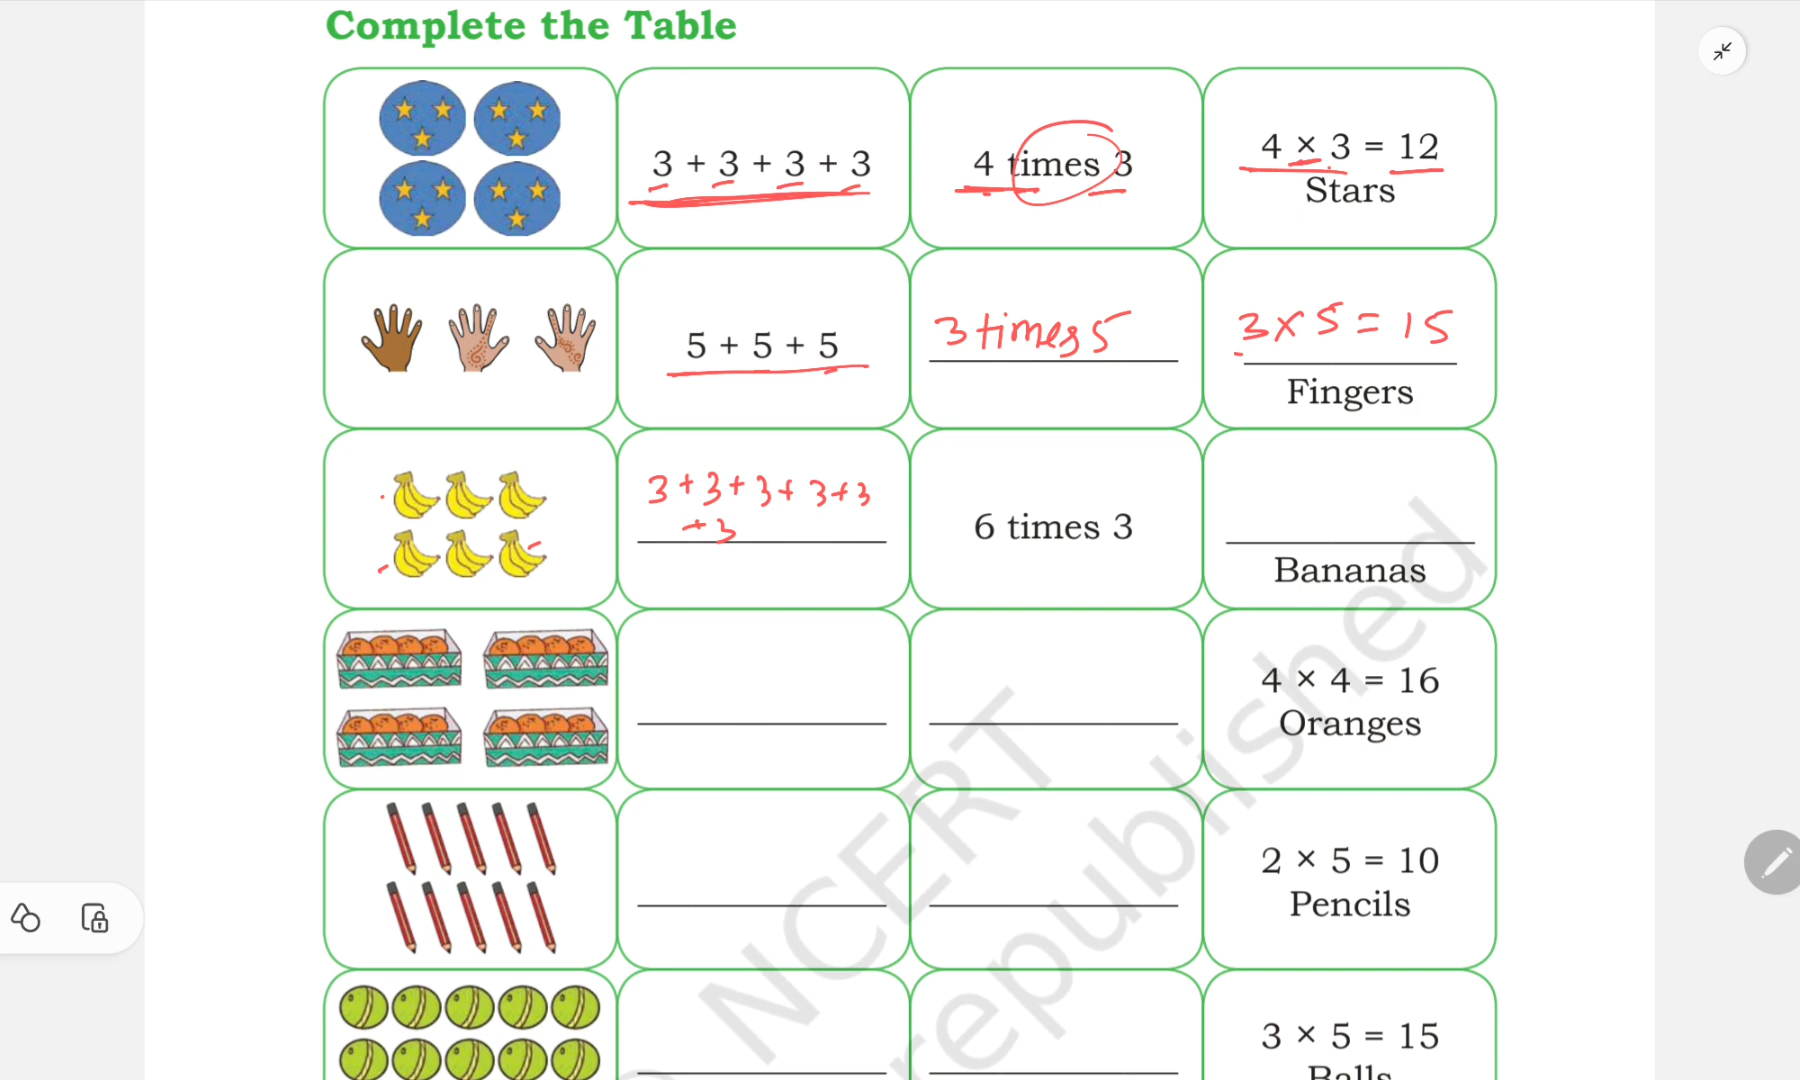 Complete the Table
3 + 3 + 3 + 3
4 times 3
4 × 3 = 12
Stars
5 + 5 + 5
3 times 5
3 × 5 = 15
Fingers
3 + 3 + 3 + 3 + 3
+ 3
6 times 3
Bananas
4 × 4 = 16
Oranges
2 × 5 = 10
Pencils
3 × 5 = 15
Balls
NCERT
republished